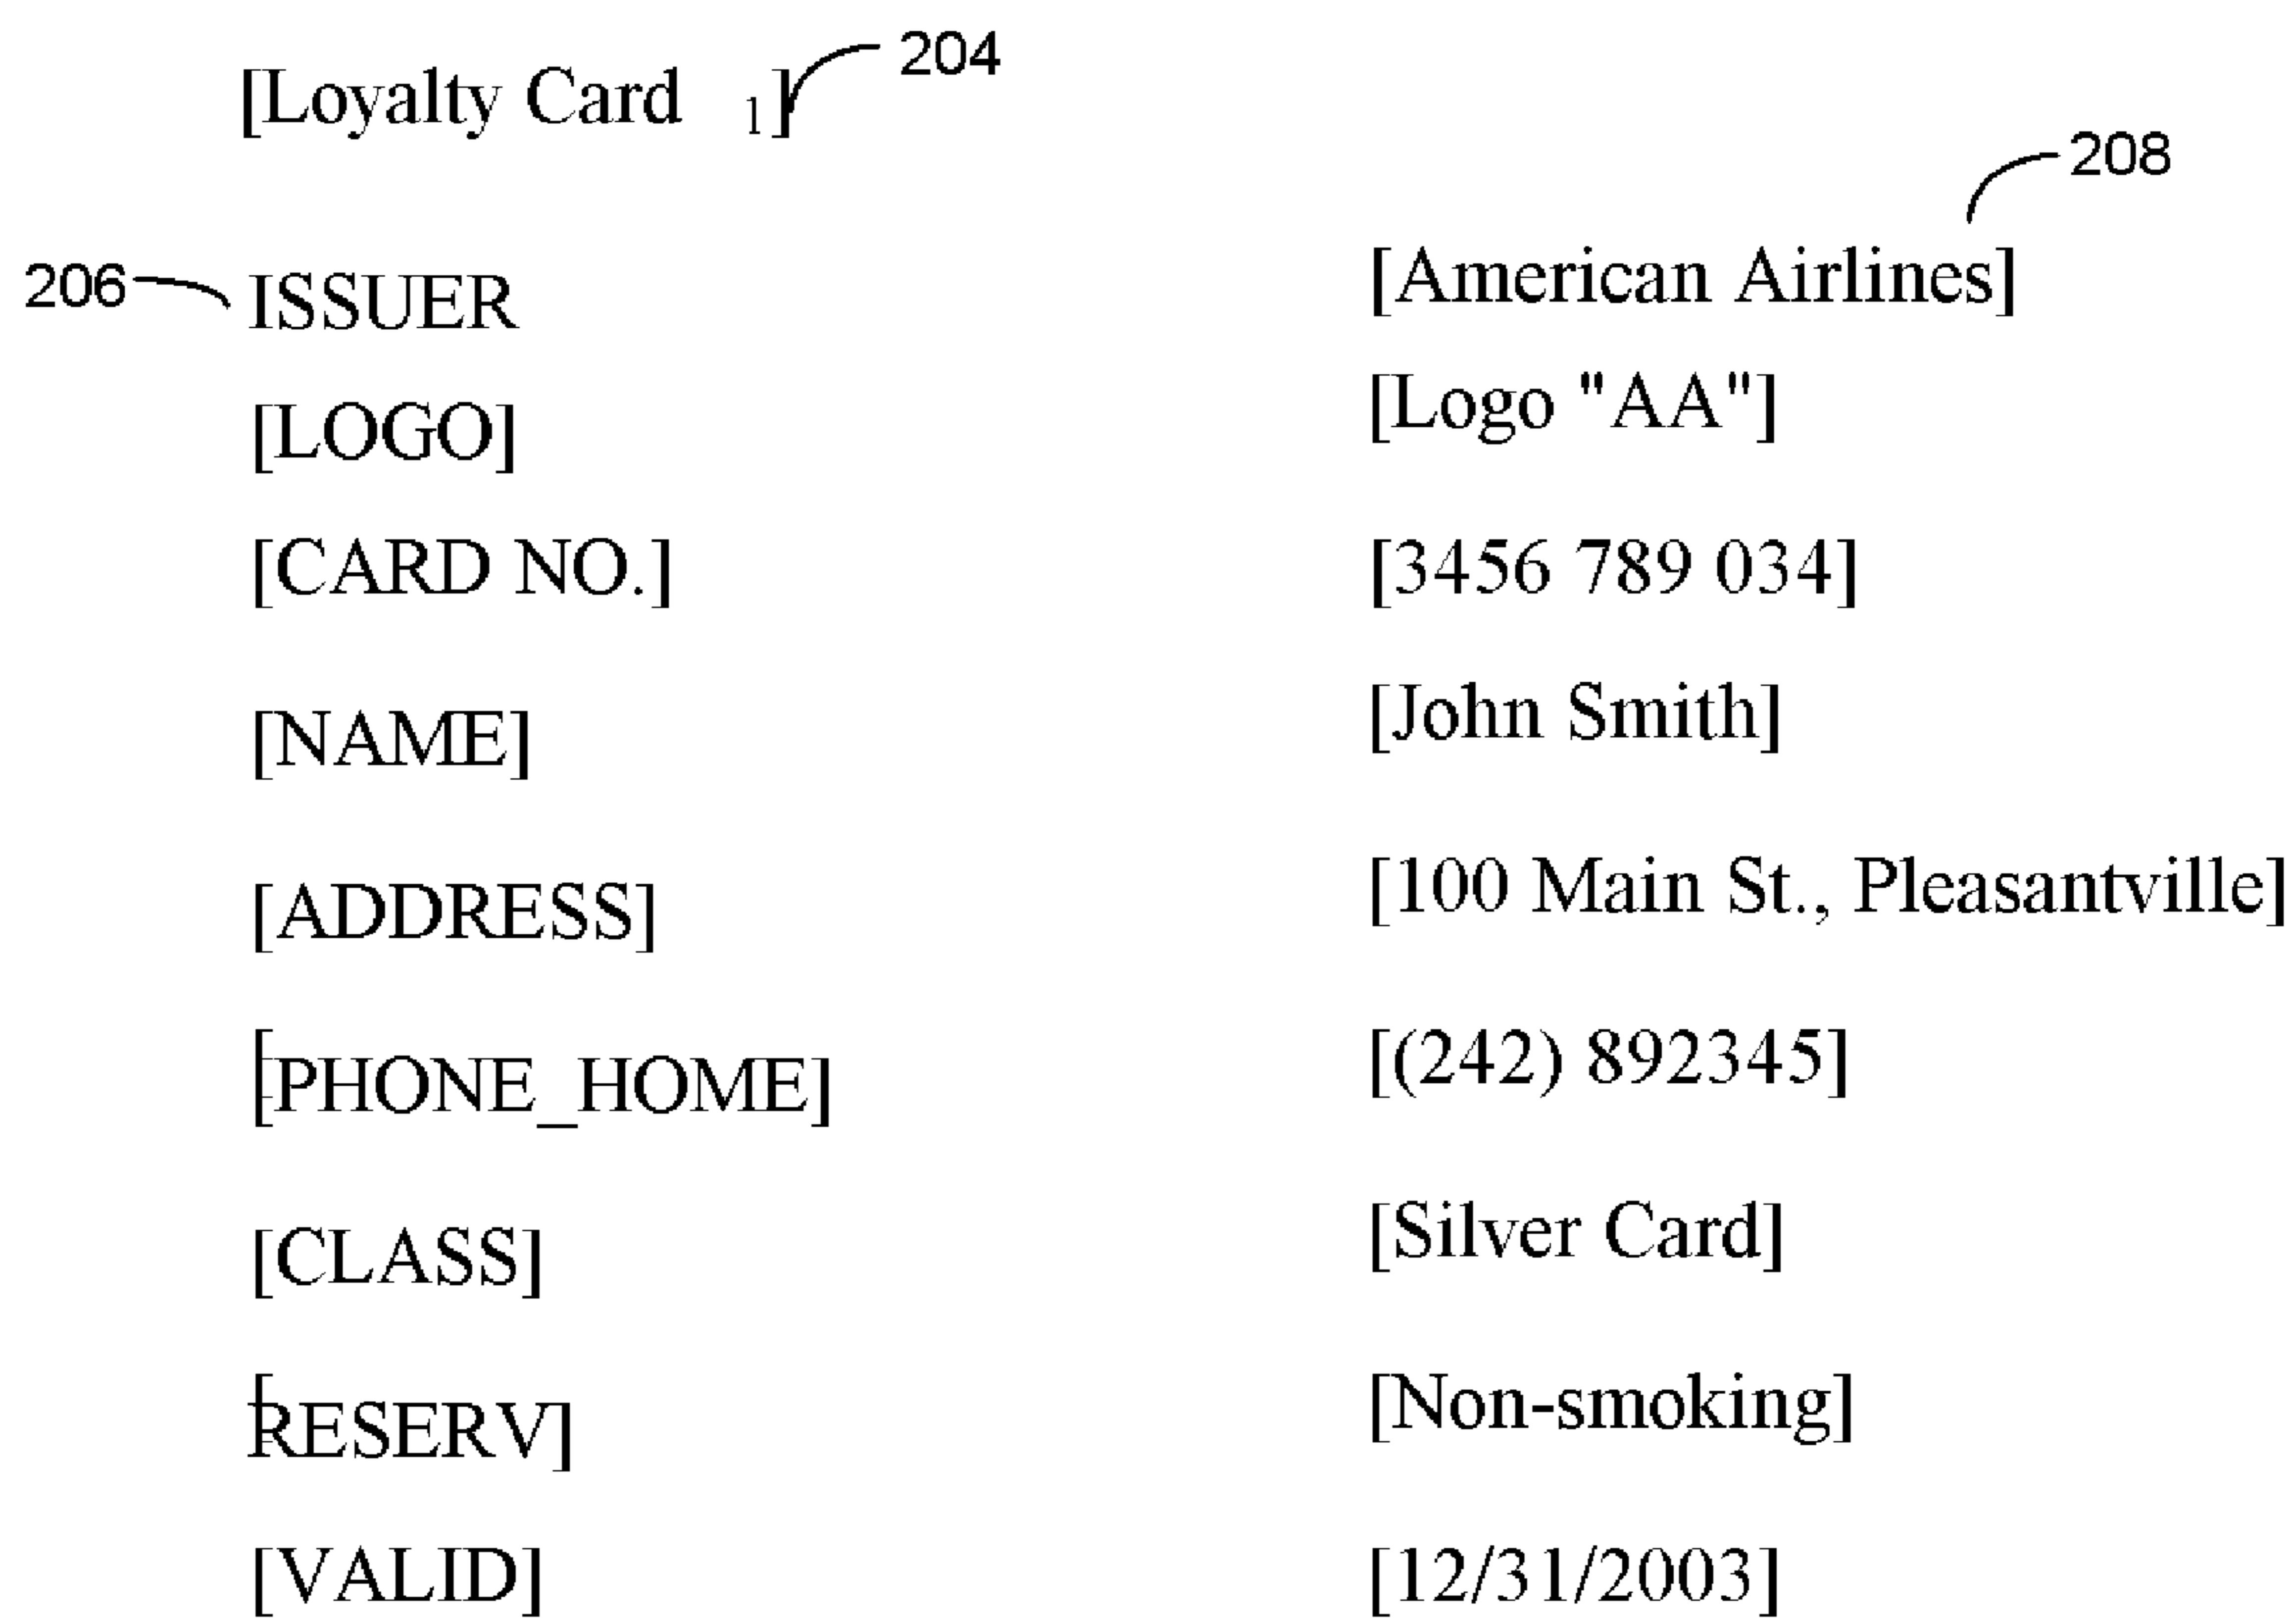 [Loyalty Card 1] 204
208
206 ISSUER [American Airlines]
[LOGO] [Logo "AA"]
[CARD NO.] [3456 789 034]
[NAME] [John Smith]
[ADDRESS] [100 Main St., Pleasantville]
[PHONE_HOME] [(242) 892345]
[CLASS] [Silver Card]
[RESERV] [Non-smoking]
[VALID] [12/31/2003]